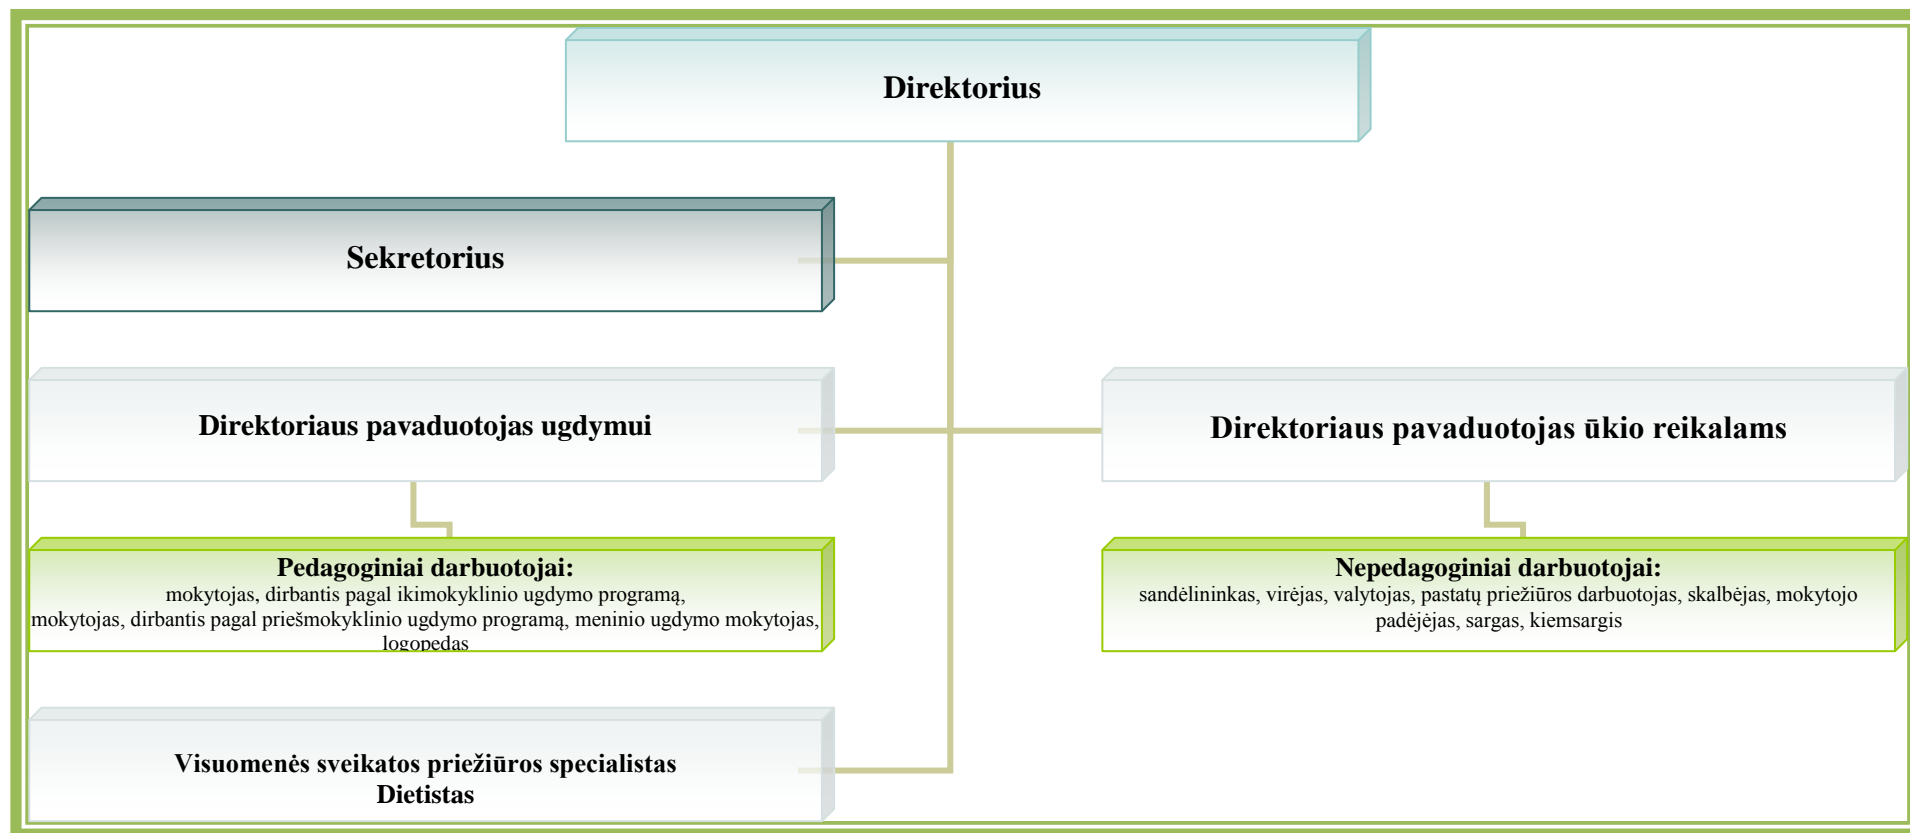 Direktorius
Sekretorius
Direktoriaus pavaduotojas ugdymui
Direktoriaus pavaduotojas ūkio reikalams
Pedagoginiai darbuotojai:
mokytojas, dirbantis pagal ikimokyklinio ugdymo programą,
mokytojas, dirbantis pagal priešmokyklinio ugdymo programą, meninio ugdymo mokytojas,
logopedas
Nepedagoginiai darbuotojai:
sandėlininkas, virėjas, valytojas, pastatų priežiūros darbuotojas, skalbėjas, mokytojo
padėjėjas, sargas, kiemsargis
Visuomenės sveikatos priežiūros specialistas
Dietistas